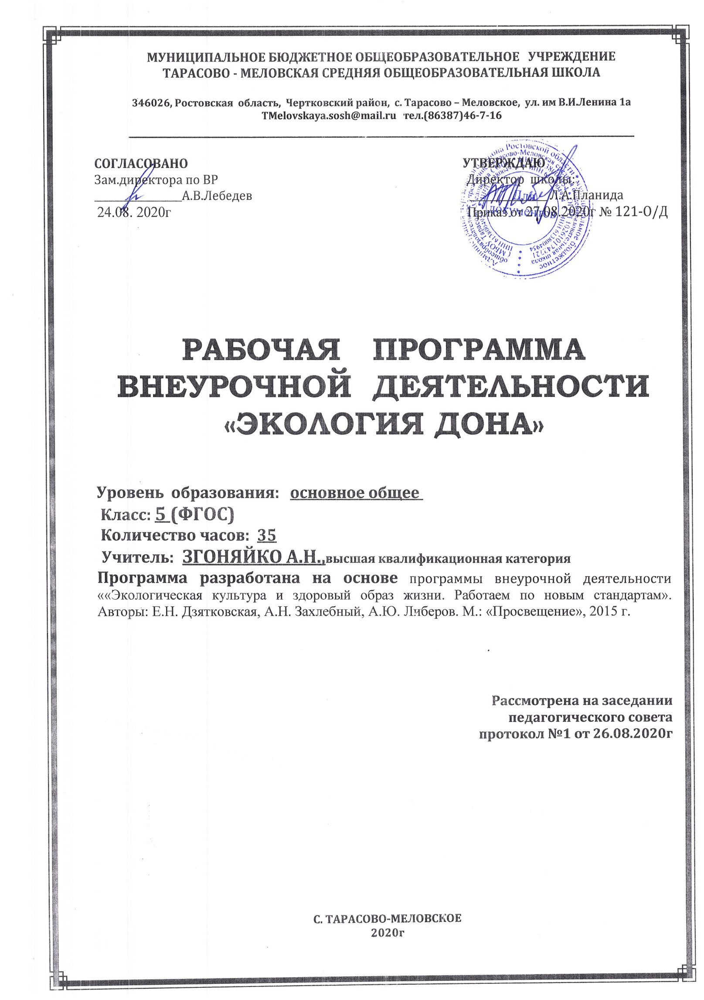 МУНИЦИПАЛЬНОЕ БЮДЖЕТНОЕ ОБЩЕОБРАЗОВАТЕЛЬНОЕ УЧРЕЖДЕНИЕ
ТАРАСОВО - МЕЛОВСКАЯ СРЕДНЯЯ ОБЩЕОБРАЗОВАТЕЛЬНАЯ ШКОЛА
346026, Ростовская область, Чертковский район, с. Тарасово – Меловское, ул. им В.И.Ленина 1а
TMelovskaya.sosh@mail.ru тел.(86387)46-7-16
СОГЛАСОВАНО
Зам.директора по ВР
А.В.Лебедев
24.08. 2020г
УТВЕРЖДАЮ
Директор школы:
Л.А.Планида
Приказ от 27.08.2020г № 121-О/Д
Для
документов
РАБОЧАЯ ПРОГРАММА
ВНЕУРОЧНОЙ ДЕЯТЕЛЬНОСТИ
«ЭКОЛОГИЯ ДОНА»
Уровень образования: основное общее
Класс: 5 (ФГОС)
Количество часов: 35
Учитель: ЗГОНЯЙКО А.Н.,высшая квалификационная категория
Программа разработана на основе программы внеурочной деятельности
««Экологическая культура и здоровый образ жизни. Работаем по новым стандартам».
Авторы: Е.Н. Дзятковская, А.Н. Захлебный, А.Ю. Либеров. М.: «Просвещение», 2015 г.
Рассмотрена на заседании
педагогического совета
протокол №1 от 26.08.2020г
С. ТАРАСОВО-МЕЛОВСКОЕ
2020г